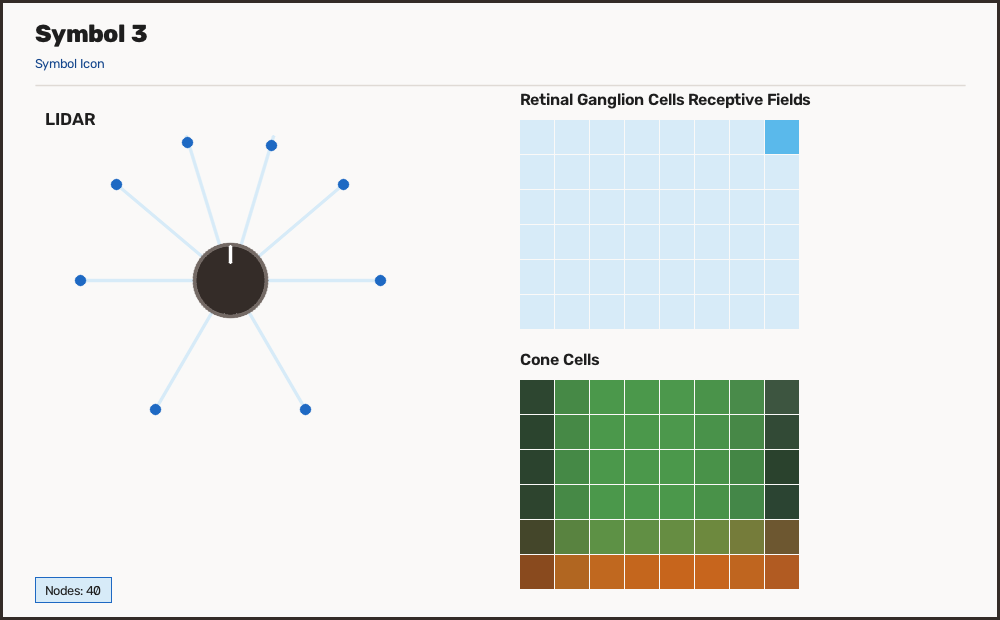 Symbol 3
Symbol Icon
LIDAR
Retinal Ganglion Cells Receptive Fields
Cone Cells
Nodes: 40